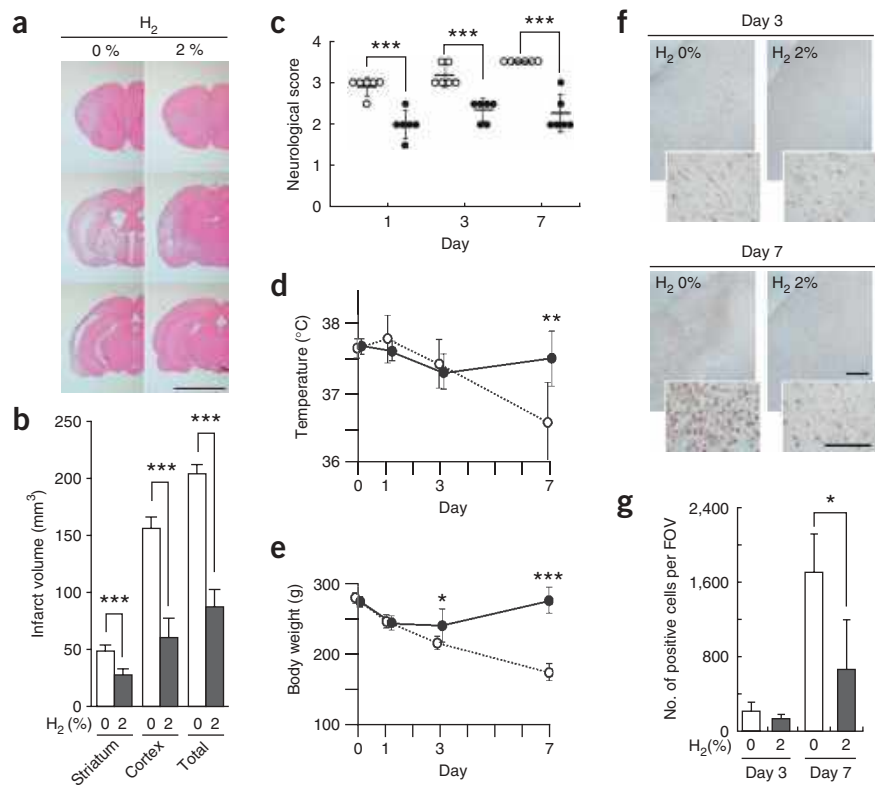 a
H2
0 %
2 %
b
Infarct volume (mm3)
250
200
150
100
50
0
***
***
***
H2 (%)
0 2 0 2 0 2
Striatum
Cortex
Total
c
Neurological score
4
3
2
1
0
***
***
***
1 3 7
Day
d
Temperature (°C)
38
37
36
**
0 1 3 7
Day
e
Body weight (g)
300
200
100
*
***
0 1 3 7
Day
f
Day 3
H2 0%
H2 2%
Day 7
H2 0%
H2 2%
g
No. of positive cells per FOV
2,400
1,600
800
0
*
H2(%)
0 2 0 2
Day 3
Day 7